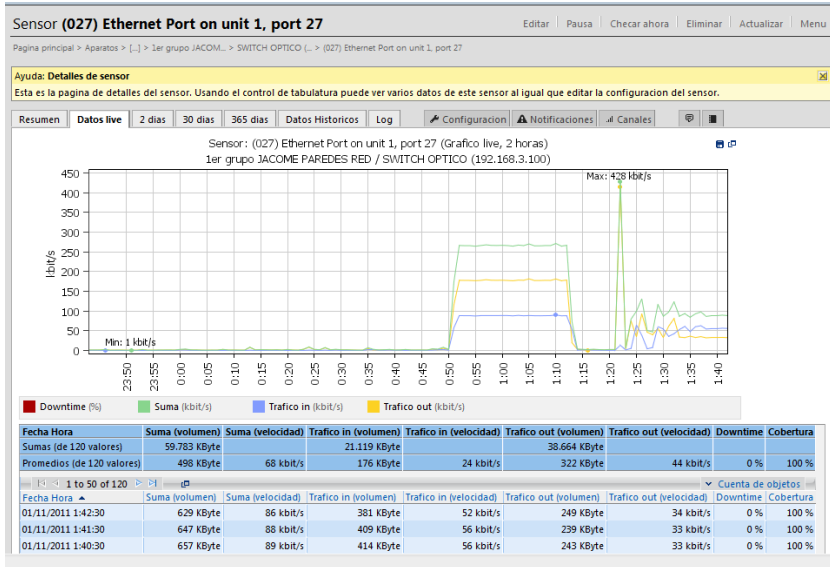 Sensor (027) Ethernet Port on unit 1, port 27
Editar Pausa Checar ahora Eliminar Actualizar Menu
Pagina principal > Aparatos > [...] > 1er grupo JACOM... > SWITCH OPTICO (... > (027) Ethernet Port on unit 1, port 27
Ayuda: Detalles de sensor
Esta es la pagina de detalles del sensor. Usando el control de tabulatura puede ver varios datos de este sensor al igual que editar la configuracion del sensor.
Resumen Datos live 2 dias 30 dias 365 dias Datos Historicos Log Configuracion Notificaciones Canales
Sensor: (027) Ethernet Port on unit 1, port 27 (Grafico live, 2 horas)
1er grupo JACOME PAREDES RED / SWITCH OPTICO (192.168.3.100)
Max: 428 kbit/s
450
400
350
300
250
200
150
100
50
0
kbit/s
Min: 1 kbit/s
23:50 23:55 0:00 0:05 0:10 0:15 0:20 0:25 0:30 0:35 0:40 0:45 0:50 0:55 1:00 1:05 1:10 1:15 1:20 1:25 1:30 1:35 1:40
Downtime (%) Suma (kbit/s) Trafico in (kbit/s) Trafico out (kbit/s)
Fecha Hora Suma (volumen) Suma (velocidad) Trafico in (volumen) Trafico in (velocidad) Trafico out (volumen) Trafico out (velocidad) Downtime Cobertura
Sumas (de 120 valores) 59.783 KByte 21.119 KByte 38.664 KByte
Promedios (de 120 valores) 498 KByte 68 kbit/s 176 KByte 24 kbit/s 322 KByte 44 kbit/s 0 % 100 %
1 to 50 of 120 Cuenta de objetos
Fecha Hora Suma (volumen) Suma (velocidad) Trafico in (volumen) Trafico in (velocidad) Trafico out (volumen) Trafico out (velocidad) Downtime Cobertura
01/11/2011 1:42:30 629 KByte 86 kbit/s 381 KByte 52 kbit/s 249 KByte 34 kbit/s 0 % 100 %
01/11/2011 1:41:30 647 KByte 88 kbit/s 409 KByte 56 kbit/s 239 KByte 33 kbit/s 0 % 100 %
01/11/2011 1:40:30 657 KByte 89 kbit/s 414 KByte 56 kbit/s 243 KByte 33 kbit/s 0 % 100 %